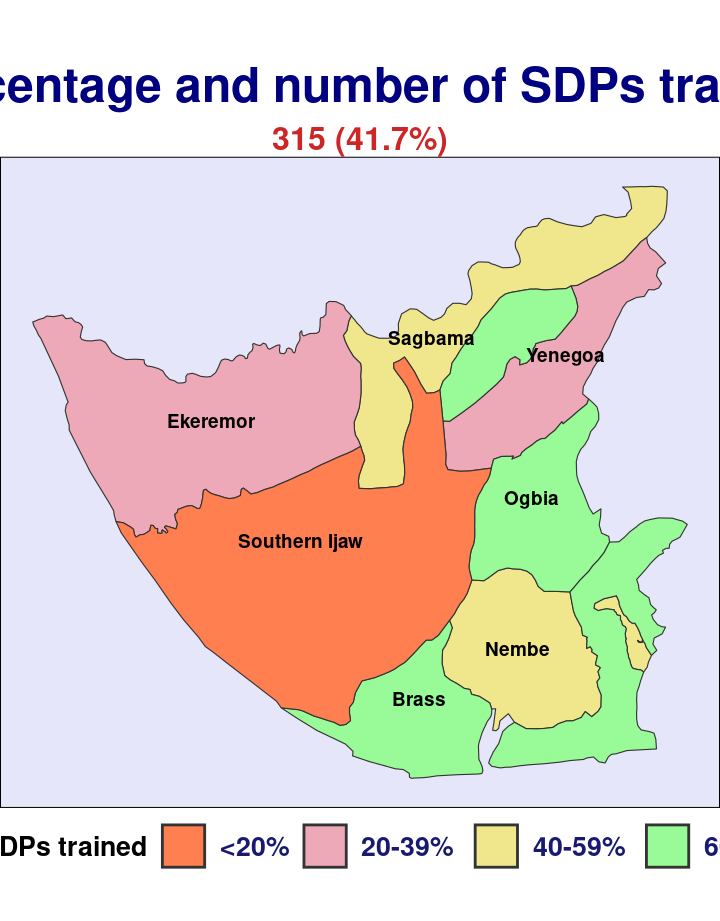 centage and number of SDPs tra
315 (41.7%)
Sagbama
Yenegoa
Ekeremor
Ogbia
Southern Ijaw
Nembe
Brass
DPs trained <20% 20-39% 40-59% 6